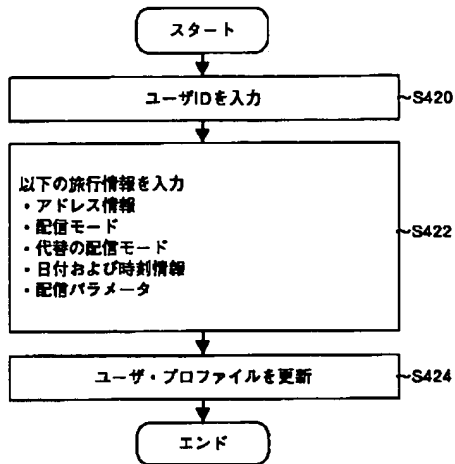 スタート
ユーザIDを入力
~S420
以下の旅行情報を入力
・アドレス情報
・配信モード
・代替の配信モード
・日付および時刻情報
・配信パラメータ
~S422
ユーザ・プロファイルを更新
~S424
エンド